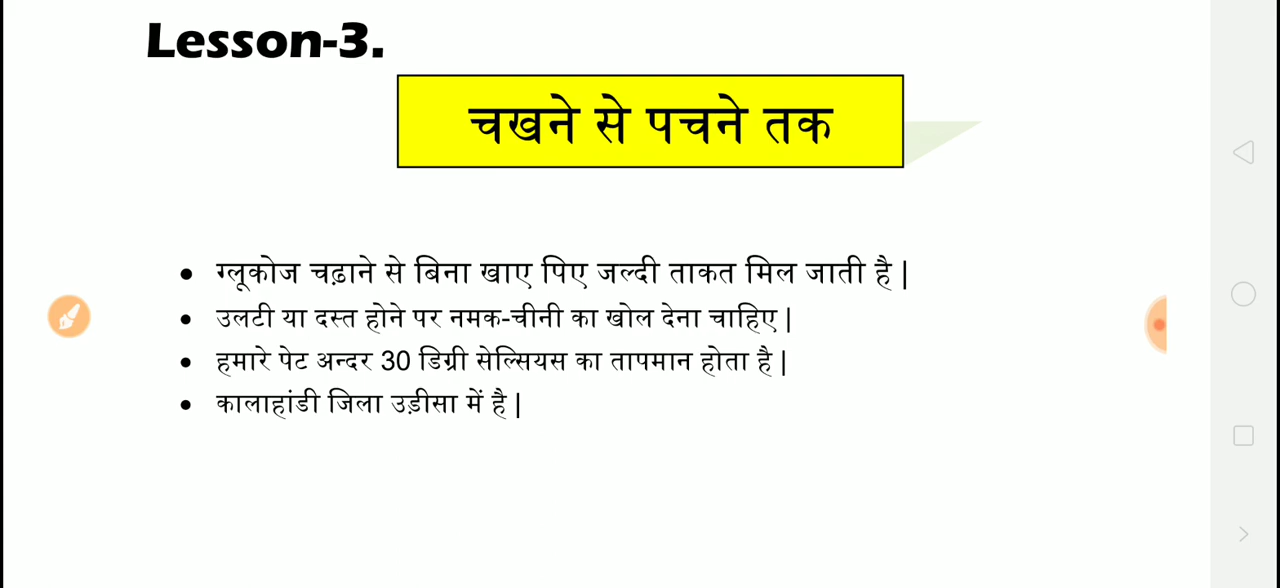 Lesson-3.
चखने से पचने तक
• ग्लूकोज चढ़ाने से बिना खाए पिए जल्दी ताकत मिल जाती है |
• उलटी या दस्त होने पर नमक-चीनी का खोल देना चाहिए |
• हमारे पेट अन्दर 30 डिग्री सेल्सियस का तापमान होता है |
• कालाहांडी जिला उड़ीसा में है |